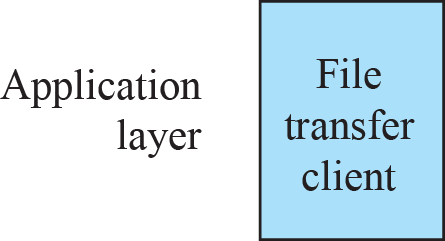 Application
layer
File
transfer
client